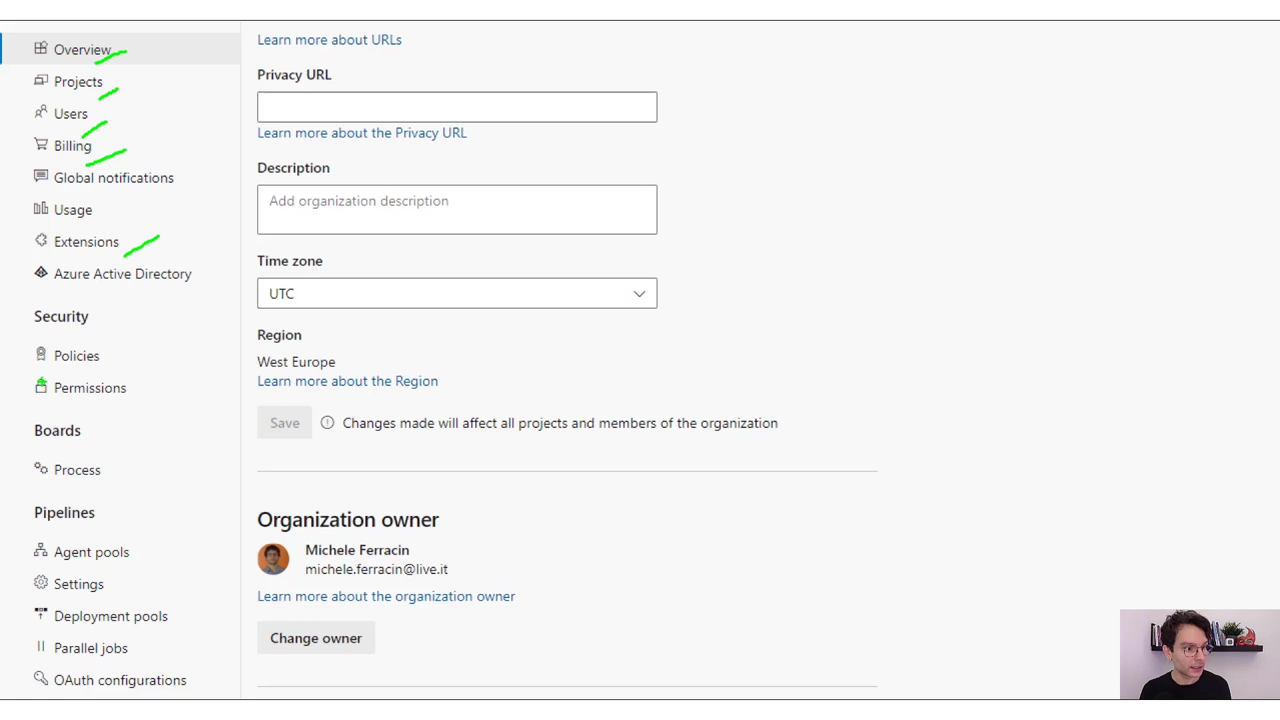 Overview
Projects
Users
Billing
Global notifications
Usage
Extensions
Azure Active Directory
Security
Policies
Permissions
Boards
Process
Pipelines
Agent pools
Settings
Deployment pools
Parallel jobs
OAuth configurations
Learn more about URLs
Privacy URL
Learn more about the Privacy URL
Description
Add organization description
Time zone
UTC
Region
West Europe
Learn more about the Region
Save
Changes made will affect all projects and members of the organization
Organization owner
Michele Ferracin
michele.ferracin@live.it
Learn more about the organization owner
Change owner